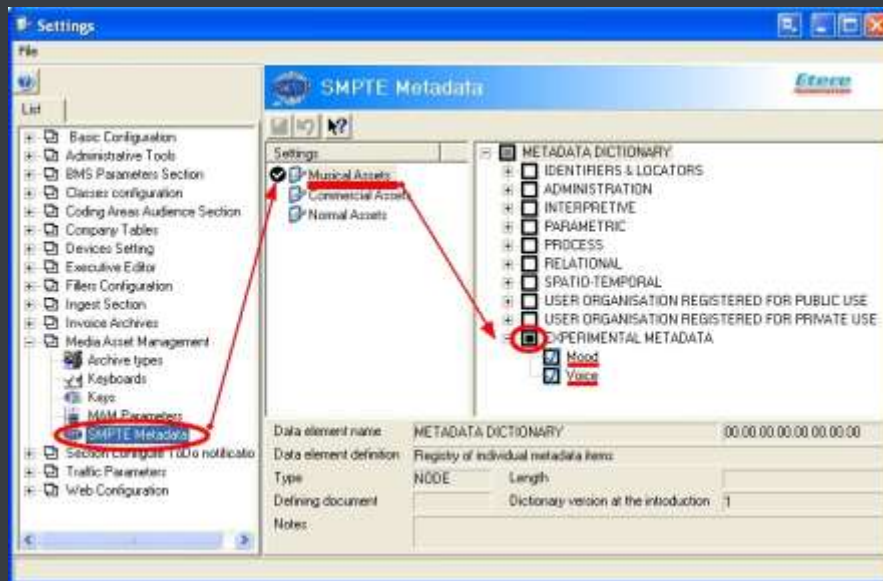 Settings
File
List
Basic Configuration
Administrative Tools
BMS Parameters Section
Classes configuration
Coding Areas Audience Section
Company Tables
Devices Setting
Executive Editor
Fillers Configuration
Ingest Section
Invoice Archives
Media Asset Management
Archive types
Keyboards
Keys
MAM Parameters
SMPTE Metadata
Section Configure ToDo notificatio
Traffic Parameters
Web Configuration
SMPTE Metadata
Etere
Settings
Musical Assets
Commercial Assets
Normal Assets
METADATA DICTIONARY
IDENTIFIERS & LOCATORS
ADMINISTRATION
INTERPRETIVE
PARAMETRIC
PROCESS
RELATIONAL
SPATIO-TEMPORAL
USER ORGANISATION REGISTERED FOR PUBLIC USE
USER ORGANISATION REGISTERED FOR PRIVATE USE
EXPERIMENTAL METADATA
Mood
Voice
Data element name METADATA DICTIONARY 00.00.00.00.00.00.00.00
Data element definition Registry of individual metadata items
Type NODE Length
Defining document Dictionary version at the introduction 1
Notes